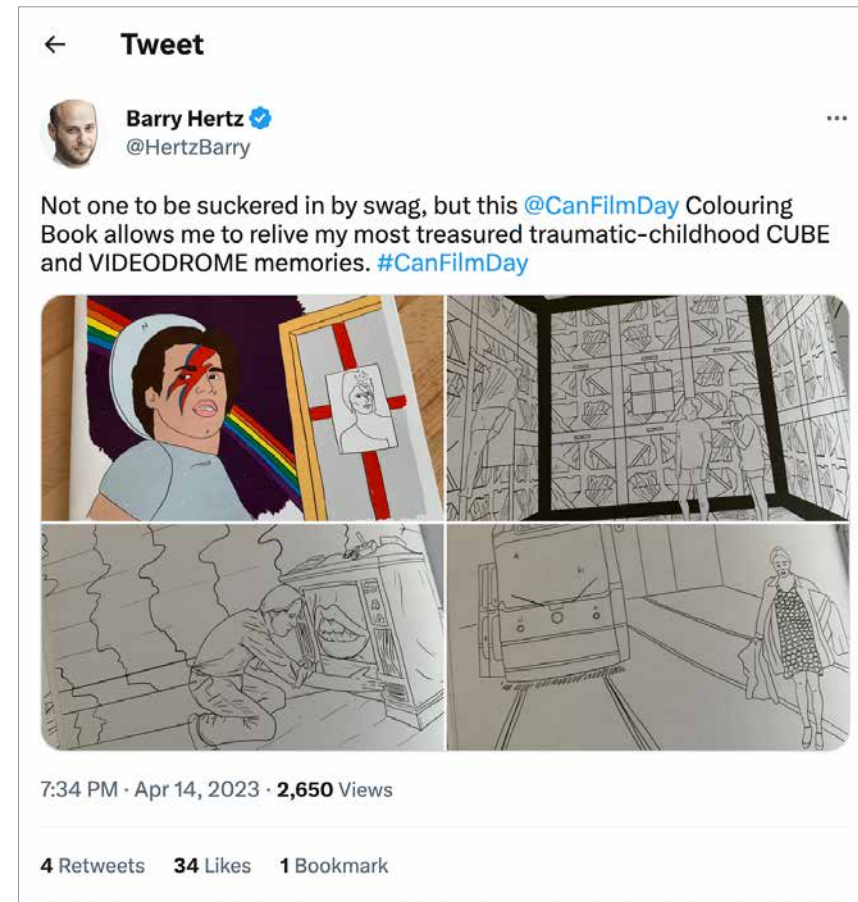 Tweet
Barry Hertz
@HertzBarry
Not one to be suckered in by swag, but this @CanFilmDay Colouring
Book allows me to relive my most treasured traumatic-childhood CUBE
and VIDEODROME memories. #CanFilmDay
7:34 PM · Apr 14, 2023 · 2,650 Views
4 Retweets 34 Likes 1 Bookmark